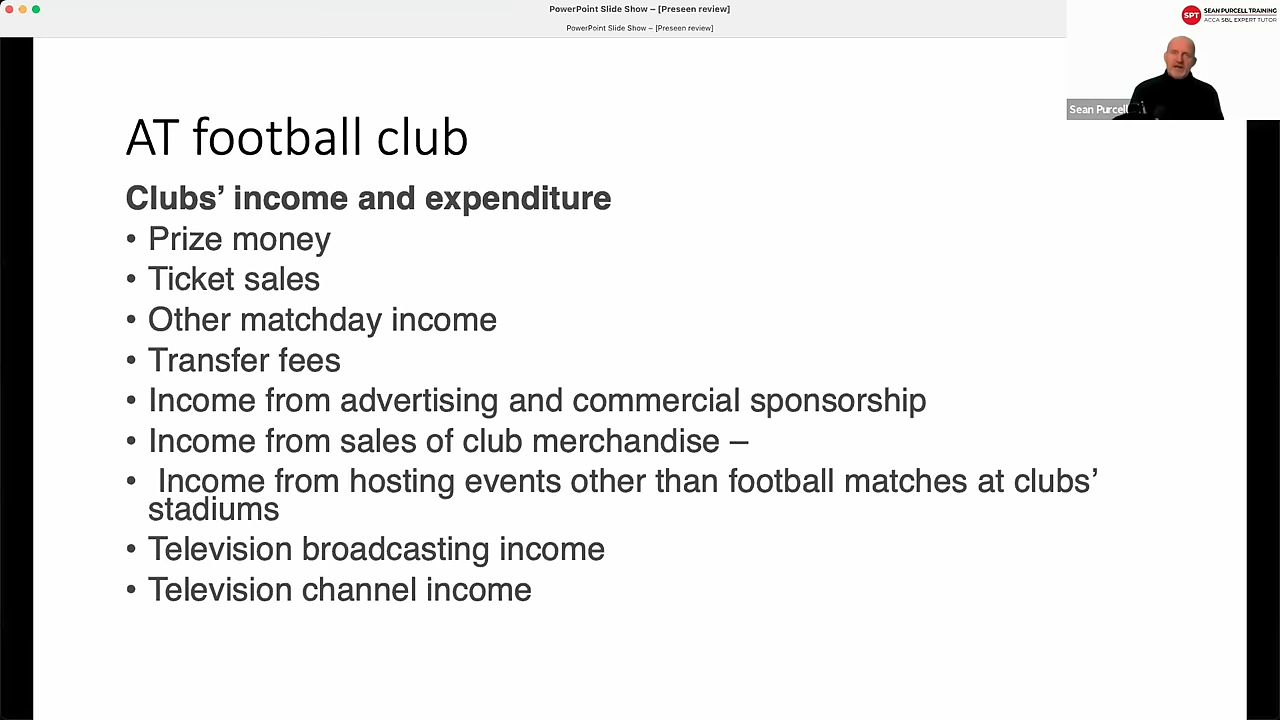 PowerPoint Slide Show – [Preseen review]
PowerPoint Slide Show – [Preseen review]
SPT
SEAN PURCELL TRAINING
ACCA SBL EXPERT TUTOR
Sean Purcell
AT football club
Clubs’ income and expenditure
• Prize money
• Ticket sales
• Other matchday income
• Transfer fees
• Income from advertising and commercial sponsorship
• Income from sales of club merchandise –
• Income from hosting events other than football matches at clubs’
stadiums
• Television broadcasting income
• Television channel income